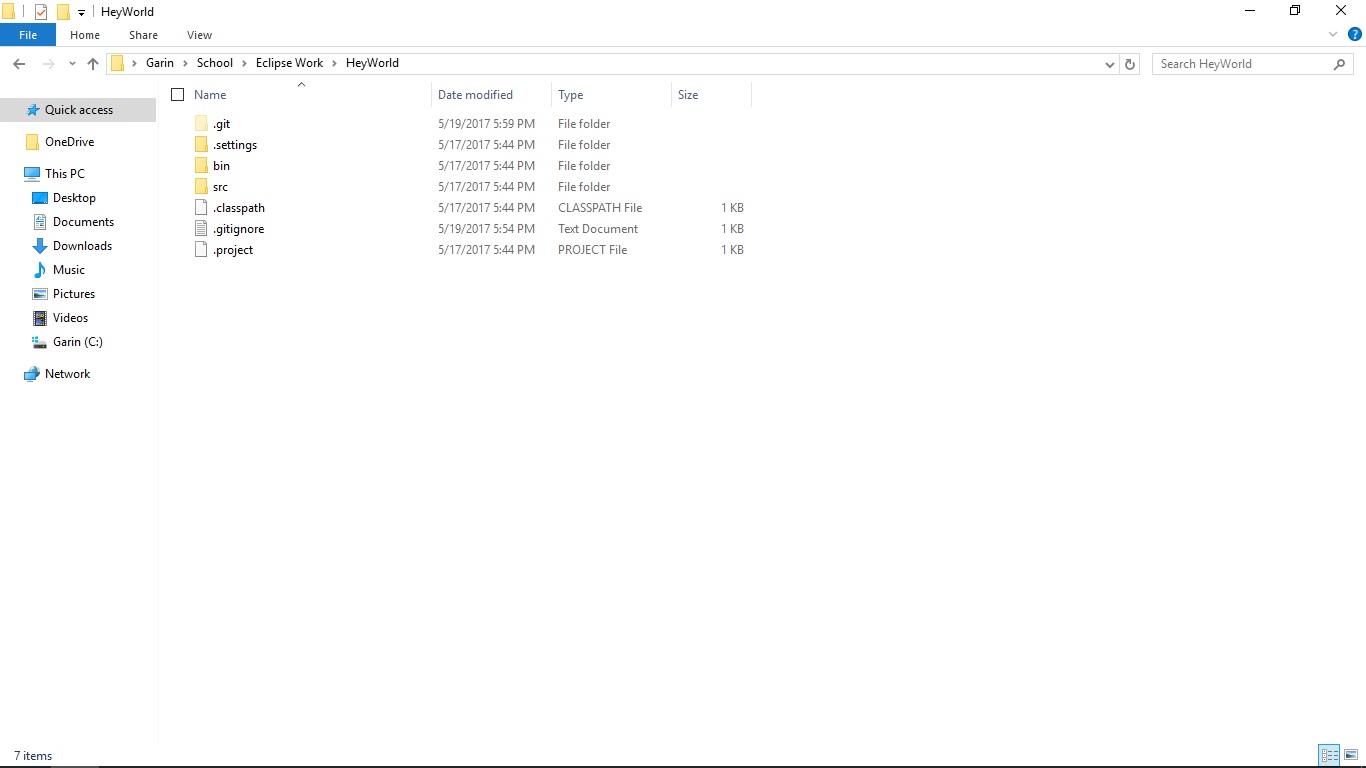 HeyWorld
File Home Share View
Garin School Eclipse Work HeyWorld Search HeyWorld
Name Date modified Type Size
Quick access
OneDrive
This PC
Desktop
Documents
Downloads
Music
Pictures
Videos
Garin (C:)
Network
.git 5/19/2017 5:59 PM File folder
.settings 5/17/2017 5:44 PM File folder
bin 5/17/2017 5:44 PM File folder
src 5/17/2017 5:44 PM File folder
.classpath 5/17/2017 5:44 PM CLASSPATH File 1 KB
.gitignore 5/19/2017 5:54 PM Text Document 1 KB
.project 5/17/2017 5:44 PM PROJECT File 1 KB
7 items